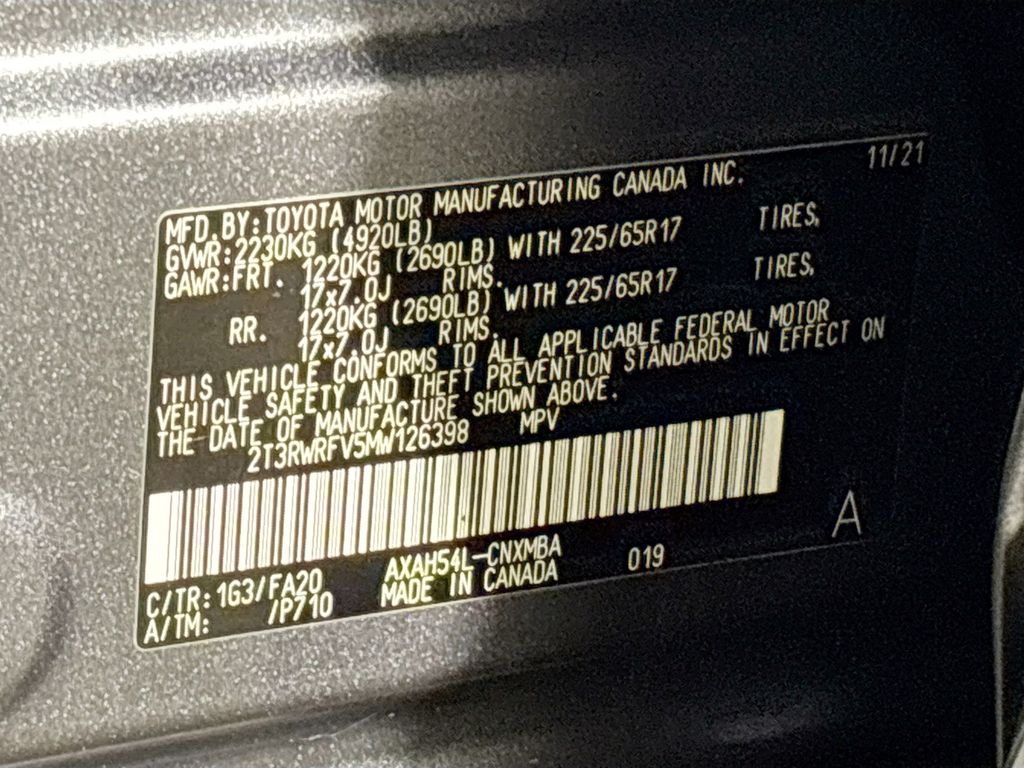 11/21
MFD.BY:TOYOTA MOTOR MANUFACTURING CANADA INC.
GVWR:2230KG (4920LB)
GAWR:FRT. 1220KG (2690LB) WITH 225/65R17 TIRES,
17x7.0J RIMS.
RR. 1220KG (2690LB) WITH 225/65R17 TIRES,
17x7.0J RIMS.
THIS VEHICLE CONFORMS TO ALL APPLICABLE FEDERAL MOTOR
VEHICLE SAFETY AND THEFT PREVENTION STANDARDS IN EFFECT ON
THE DATE OF MANUFACTURE SHOWN ABOVE.
2T3RWRFV5MW126398 MPV
C/TR:1G3/FA20 AXAH54L-CNXMBA 019 A
A/TM: /P710 MADE IN CANADA